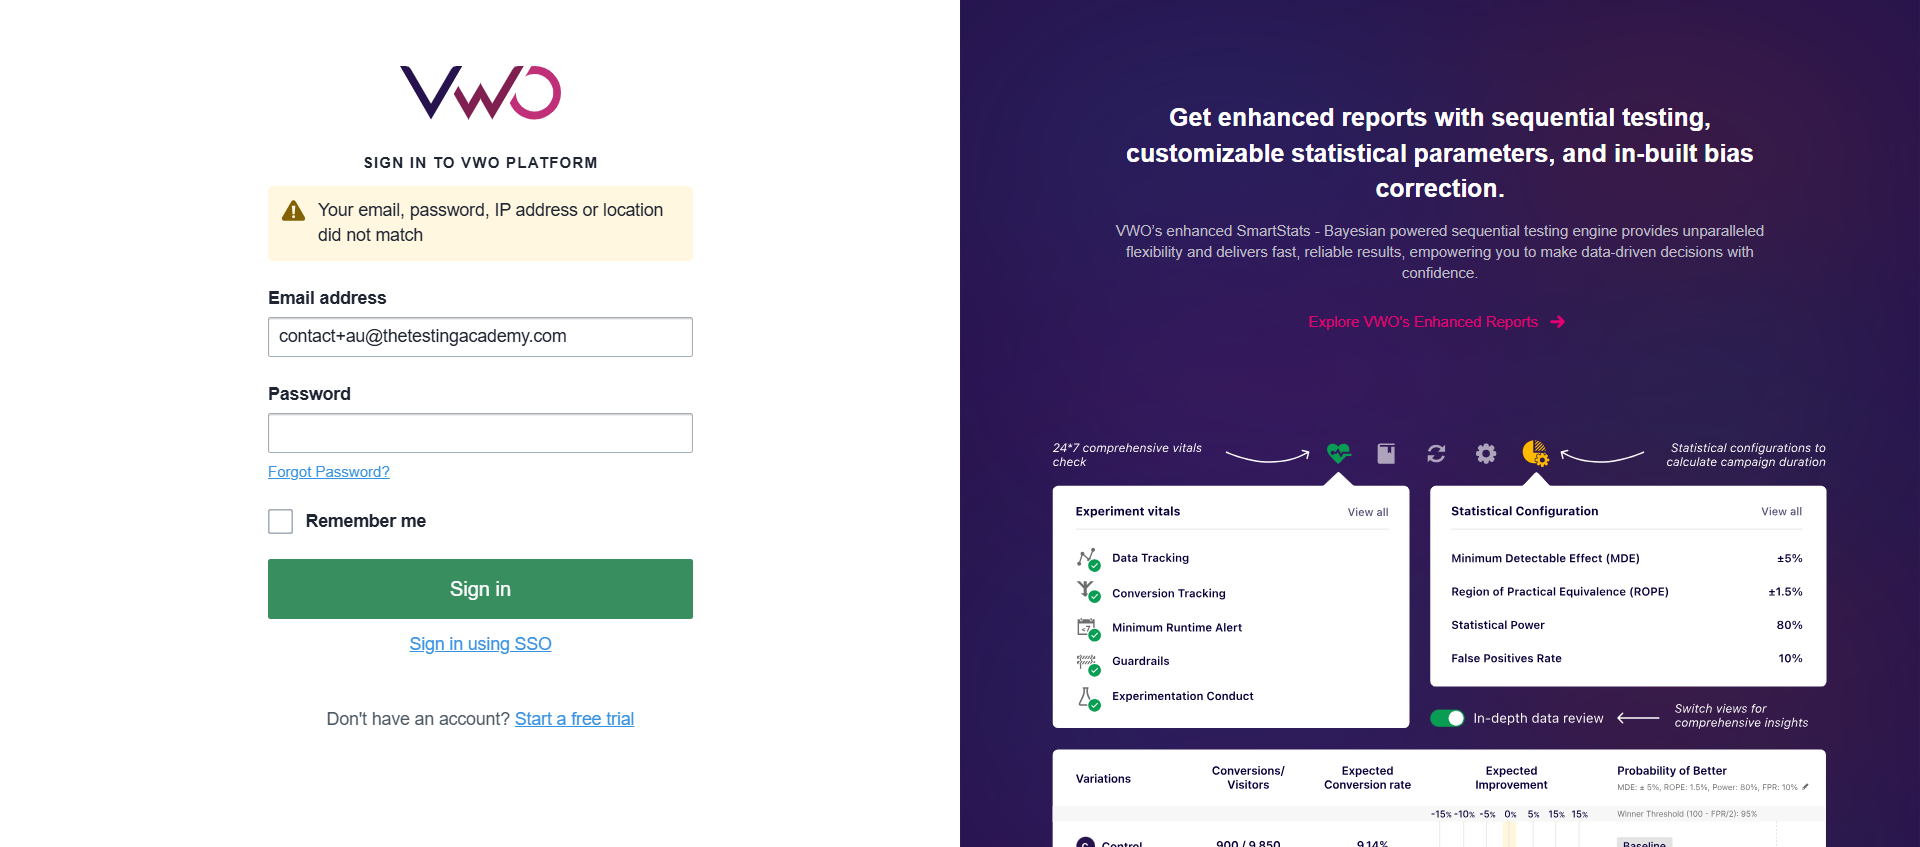 VWO
SIGN IN TO VWO PLATFORM
Your email, password, IP address or location
did not match
Email address
contact+au@thetestingacademy.com
Password
Forgot Password?
Remember me
Sign in
Sign in using SSO
Don't have an account? Start a free trial
Get enhanced reports with sequential testing,
customizable statistical parameters, and in-built bias
correction.
VWO's enhanced SmartStats - Bayesian powered sequential testing engine provides unparalleled
flexibility and delivers fast, reliable results, empowering you to make data-driven decisions with
confidence.
Explore VWO's Enhanced Reports
24*7 comprehensive vitals
check
Statistical configurations to
calculate campaign duration
Experiment vitals View all
Data Tracking
Conversion Tracking
<7
Minimum Runtime Alert
Guardrails
Experimentation Conduct
Statistical Configuration View all
Minimum Detectable Effect (MDE) ±5%
Region of Practical Equivalence (ROPE) ±1.5%
Statistical Power 80%
False Positives Rate 10%
In-depth data review
Switch views for
comprehensive insights
Variations
Conversions/
Visitors
Expected
Conversion rate
Expected
Improvement
Probability of Better
MDE: ± 5%, ROPE: 1.5%, Power: 80%, FPR: 10%
-15% -10% -5% 0% 5% 15% 15%
Winner Threshold (100 - FPR/2): 95%
C Control 900 / 9,850 9.14% Baseline